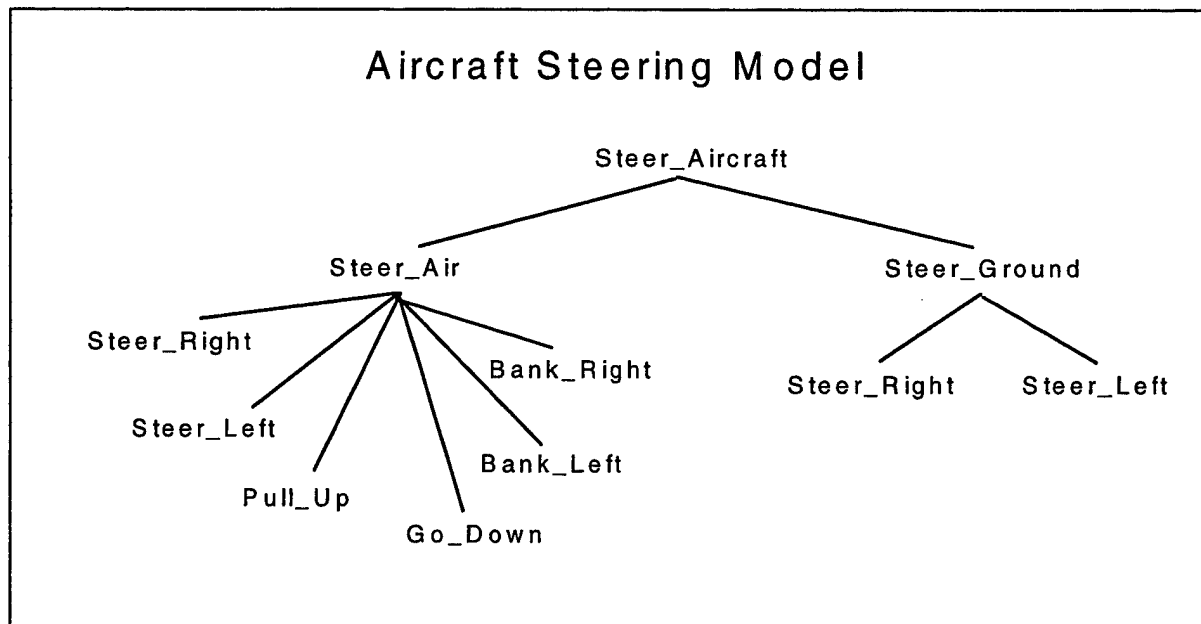 Aircraft Steering Model
Steer_Aircraft
Steer_Air
Steer_Ground
Steer_Right
Steer_Left
Pull_Up
Go_Down
Bank_Left
Bank_Right
Steer_Right
Steer_Left